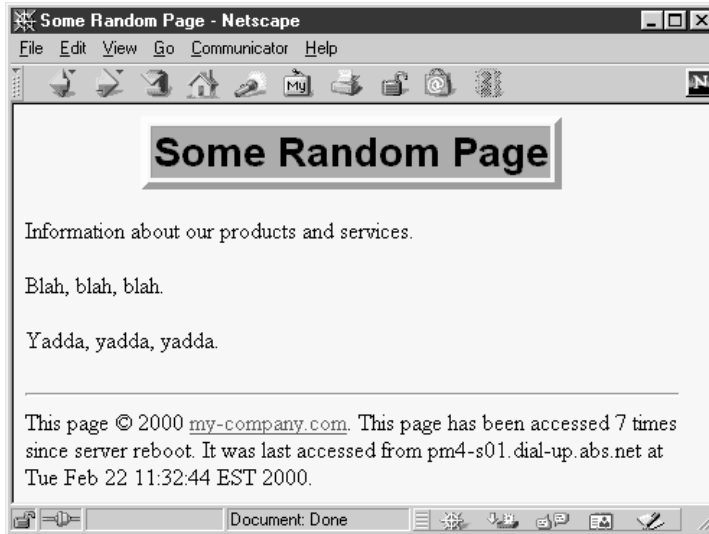 Some Random Page - Netscape
File Edit View Go Communicator Help
My
N
Some Random Page
Information about our products and services.
Blah, blah, blah.
Yadda, yadda, yadda.
This page © 2000 my-company.com. This page has been accessed 7 times
since server reboot. It was last accessed from pm4-s01.dial-up.abs.net at
Tue Feb 22 11:32:44 EST 2000.
Document: Done